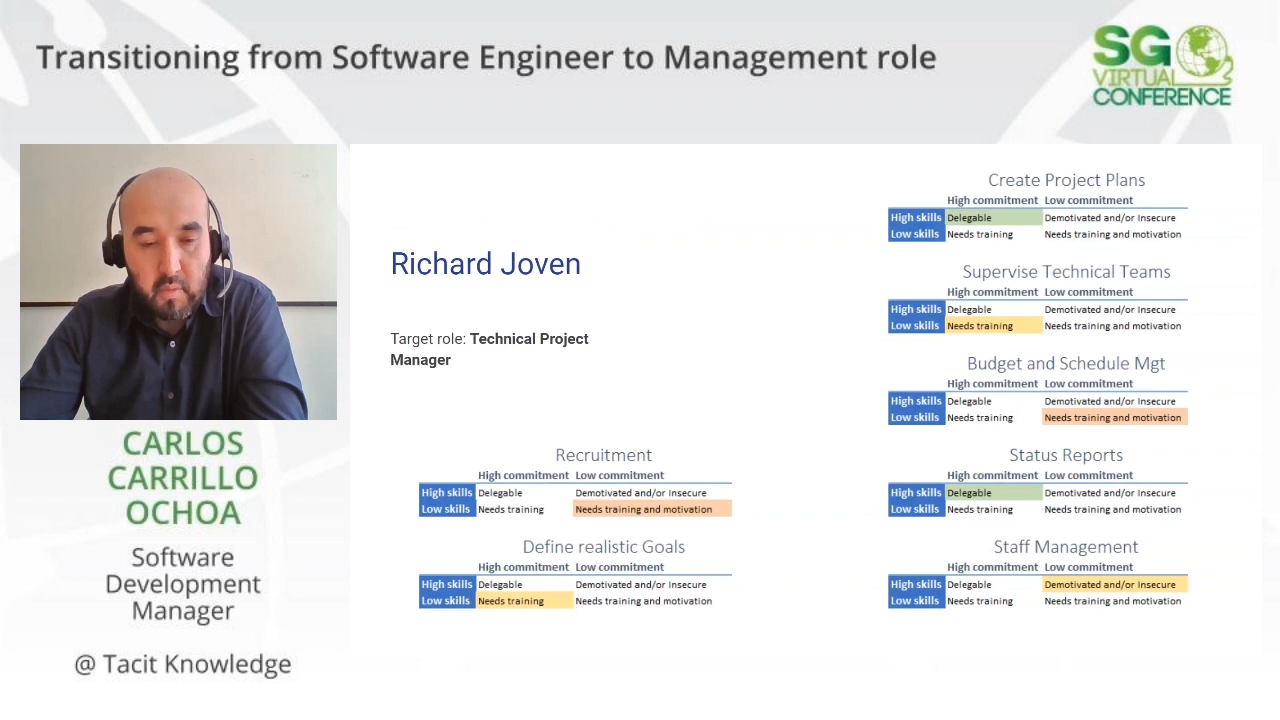 Transitioning from Software Engineer to Management role
SG
VIRTUAL
CONFERENCE
CARLOS
CARRILLO
OCHOA
Software
Development
Manager
@ Tacit Knowledge
Richard Joven
Target role: Technical Project
Manager
Recruitment
High commitment Low commitment
High skills Delegable Demotivated and/or Insecure
Low skills Needs training Needs training and motivation
Define realistic Goals
High commitment Low commitment
High skills Delegable Demotivated and/or Insecure
Low skills Needs training Needs training and motivation
Create Project Plans
High commitment Low commitment
High skills Delegable Demotivated and/or Insecure
Low skills Needs training Needs training and motivation
Supervise Technical Teams
High commitment Low commitment
High skills Delegable Demotivated and/or Insecure
Low skills Needs training Needs training and motivation
Budget and Schedule Mgt
High commitment Low commitment
High skills Delegable Demotivated and/or Insecure
Low skills Needs training Needs training and motivation
Status Reports
High commitment Low commitment
High skills Delegable Demotivated and/or Insecure
Low skills Needs training Needs training and motivation
Staff Management
High commitment Low commitment
High skills Delegable Demotivated and/or Insecure
Low skills Needs training Needs training and motivation